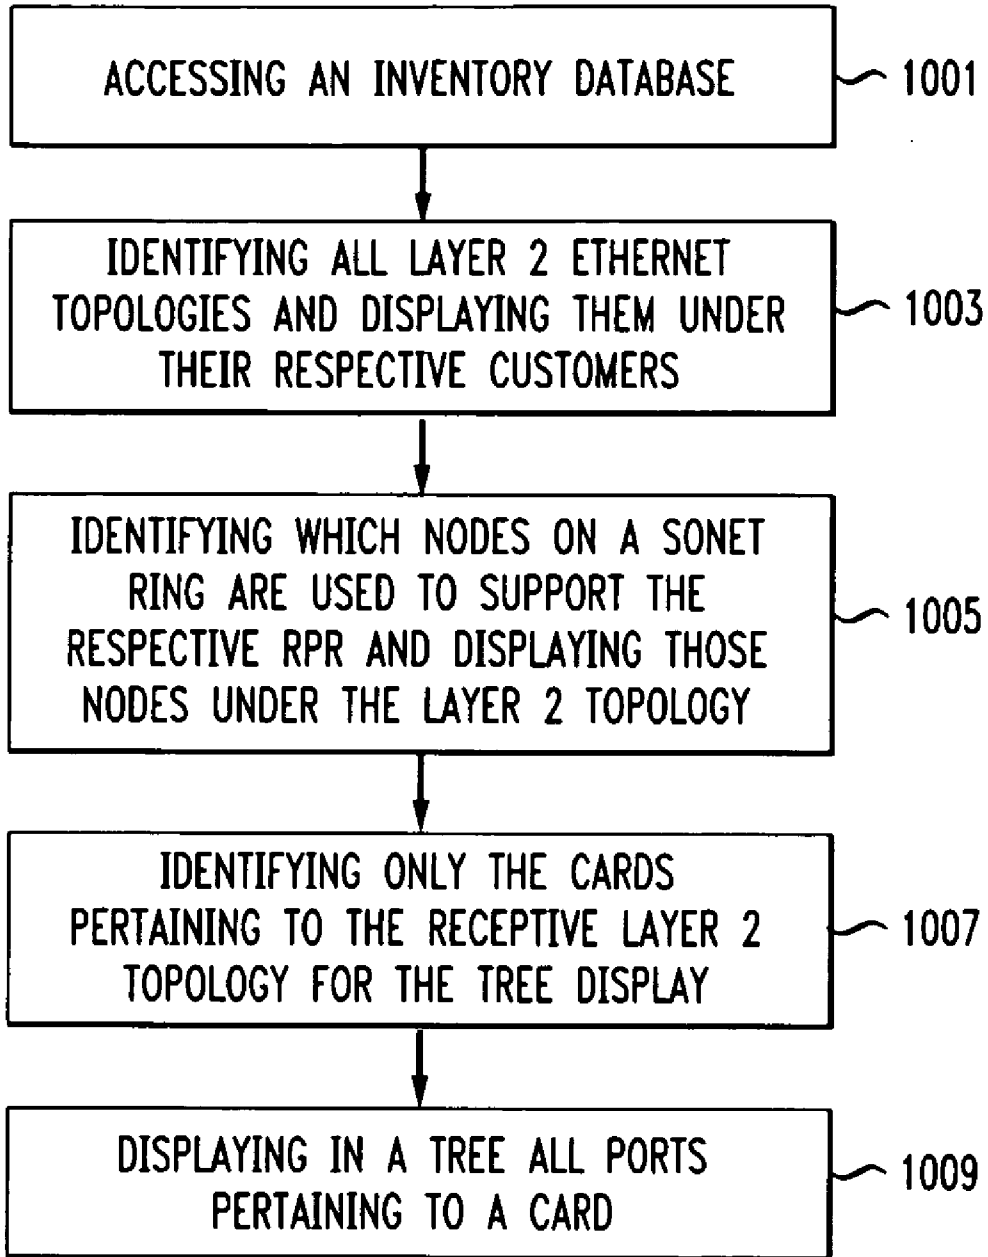 ACCESSING AN INVENTORY DATABASE
1001
IDENTIFYING ALL LAYER 2 ETHERNET
TOPOLOGIES AND DISPLAYING THEM UNDER
THEIR RESPECTIVE CUSTOMERS
1003
IDENTIFYING WHICH NODES ON A SONET
RING ARE USED TO SUPPORT THE
RESPECTIVE RPR AND DISPLAYING THOSE
NODES UNDER THE LAYER 2 TOPOLOGY
1005
IDENTIFYING ONLY THE CARDS
PERTAINING TO THE RECEPTIVE LAYER 2
TOPOLOGY FOR THE TREE DISPLAY
1007
DISPLAYING IN A TREE ALL PORTS
PERTAINING TO A CARD
1009